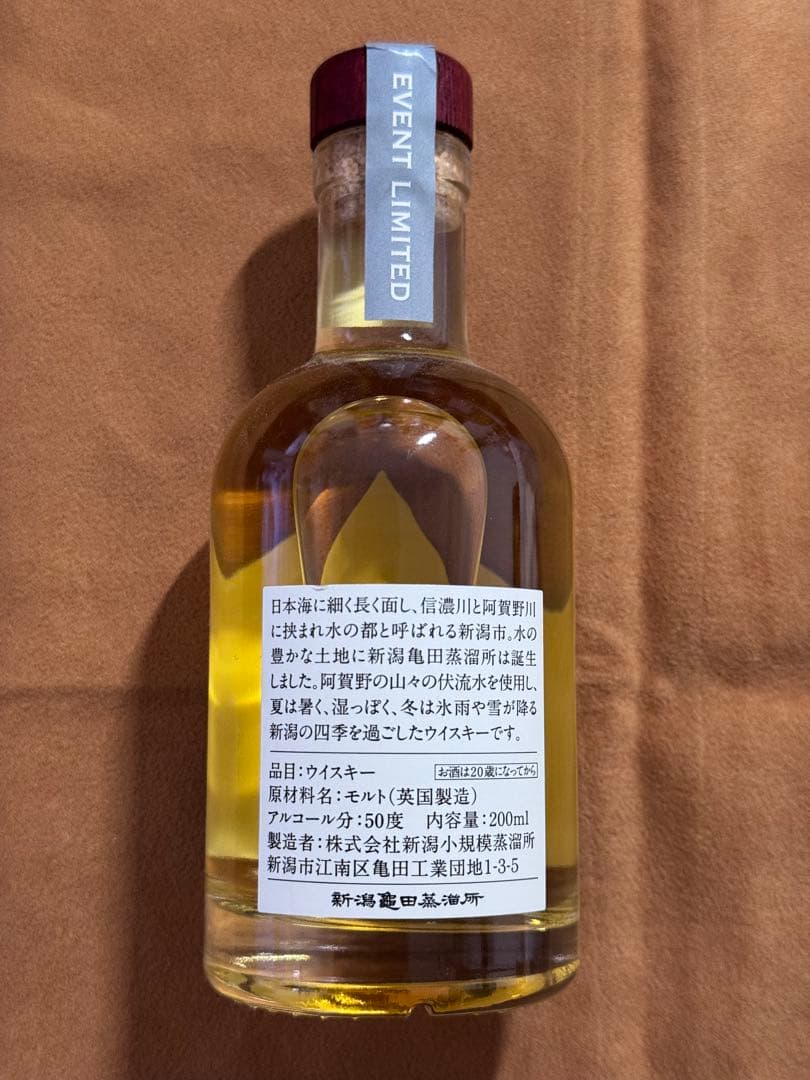 EVENT LIMITED
日本海に細く長く面し、信濃川と阿賀野川
に挟まれ水の都と呼ばれる新潟市。水の
豊かな土地に新潟亀田蒸溜所は誕生
しました。阿賀野の山々の伏流水を使用し、
夏は暑く、湿っぽく、冬は氷雨や雪が降る
新潟の四季を過ごしたウイスキーです。
品目:ウイスキー お酒は20歳になってから
原材料名:モルト(英国製造)
アルコール分:50度 内容量:200ml
製造者:株式会社新潟小規模蒸溜所
新潟市江南区亀田工業団地1-3-5
新潟亀田蒸溜所